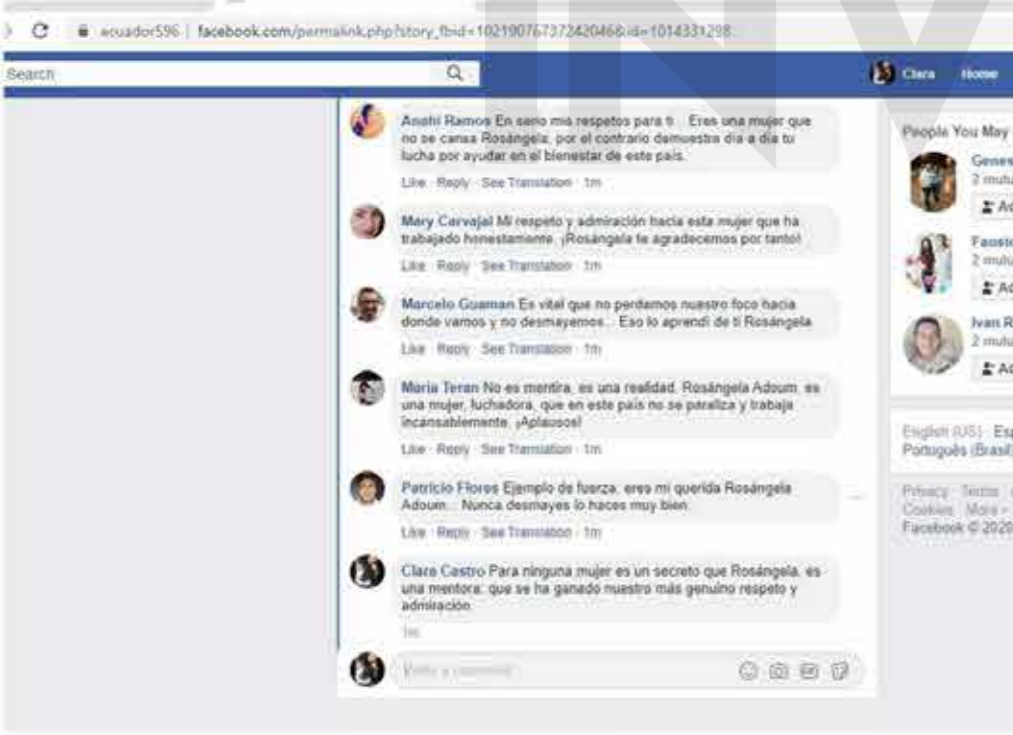 ecuador596 facebook.com/permalink.php?story_fbid=10219076737242046&id=1014331298
Search
Clara Home
Anahi Ramos En serio mis respetos para ti... Eres una mujer que
no se cansa Rosángela, por el contrario demuestra día a día tu
lucha por ayudar en el bienestar de este país.
Like · Reply · See Translation · 1m
Mary Carvajal Mi respeto y admiración hacia esta mujer que ha
trabajado honestamente. ¡Rosángela te agradecemos por tanto!
Like · Reply · See Translation · 1m
Marcelo Guaman Es vital que no perdamos nuestro foco hacia
donde vamos y no desmayemos... Eso lo aprendí de ti Rosángela
Like · Reply · See Translation · 1m
Maria Teran No es mentira, es una realidad, Rosángela Adoum, es
una mujer, luchadora, que en este país no se paraliza y trabaja
incansablemente. ¡Aplausos!
Like · Reply · See Translation · 1m
Patricio Flores Ejemplo de fuerza, eres mi querida Rosángela
Adoum... Nunca desmayes lo haces muy bien.
Like · Reply · See Translation · 1m
Clara Castro Para ninguna mujer es un secreto que Rosángela, es
una mentora, que se ha ganado nuestro más genuino respeto y
admiración.
1m
Write a comment
GIF
People You May
Genes
2 mutu
Ad
Fausto
2 mutu
Ad
Ivan R
2 mutu
Ad
English (US) · Esp
Português (Brasil)
Privacy · Terms
Cookies · More
Facebook © 2020